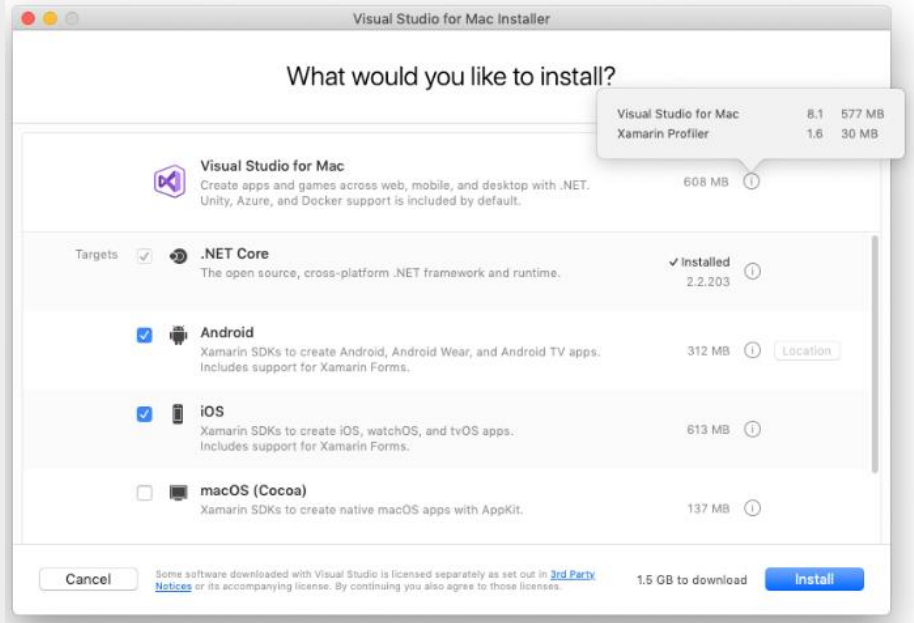 Visual Studio for Mac Installer
What would you like to install?
Visual Studio for Mac 8.1 577 MB
Xamarin Profiler 1.6 30 MB
Visual Studio for Mac
Create apps and games across web, mobile, and desktop with .NET.
Unity, Azure, and Docker support is included by default.
608 MB
Targets
.NET Core
The open source, cross-platform .NET framework and runtime.
✓ Installed
2.2.203
Android
Xamarin SDKs to create Android, Android Wear, and Android TV apps.
Includes support for Xamarin Forms.
312 MB
Location
iOS
Xamarin SDKs to create iOS, watchOS, and tvOS apps.
Includes support for Xamarin Forms.
613 MB
macOS (Cocoa)
Xamarin SDKs to create native macOS apps with AppKit.
137 MB
Cancel
Some software downloaded with Visual Studio is licensed separately as set out in 3rd Party
Notices or its accompanying license. By continuing you also agree to those licenses.
1.5 GB to download
Install